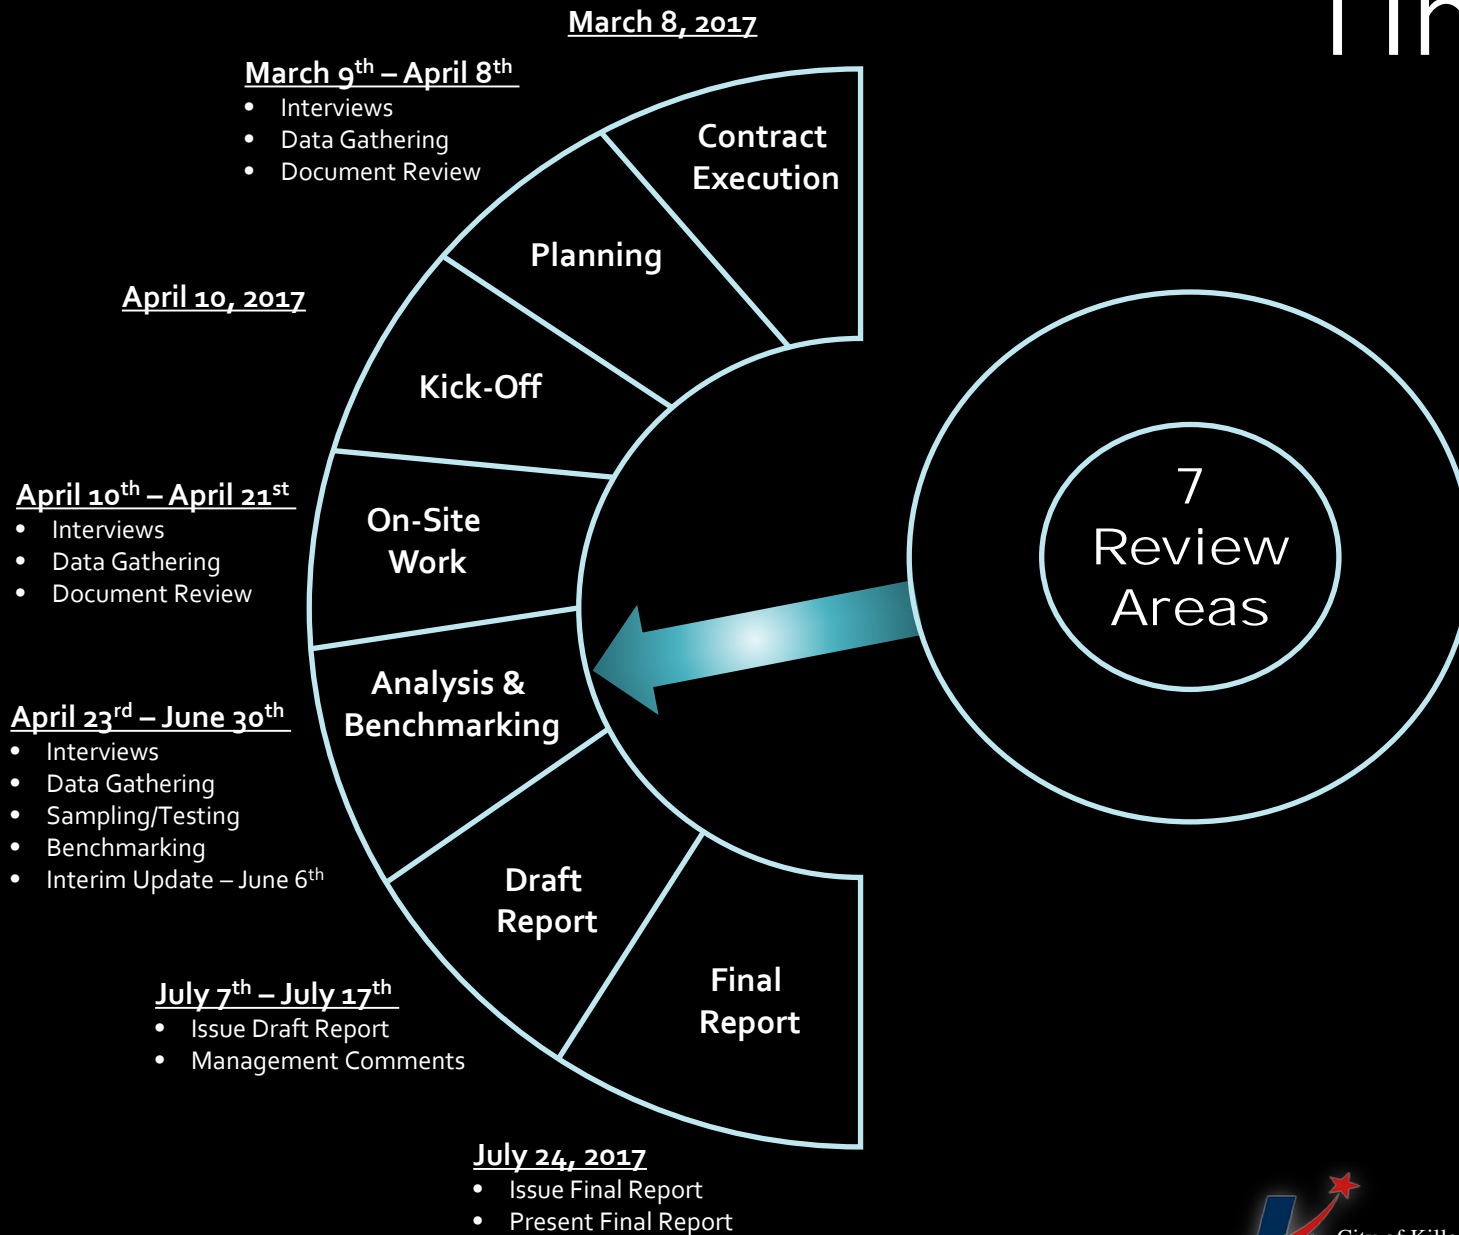 March 8, 2017
March 9th – April 8th
• Interviews
• Data Gathering
• Document Review
Contract
Execution
Planning
April 10, 2017
Kick-Off
April 10th – April 21st
• Interviews
• Data Gathering
• Document Review
On-Site
Work
7
Review
Areas
April 23rd – June 30th
• Interviews
• Data Gathering
• Sampling/Testing
• Benchmarking
• Interim Update – June 6th
Analysis &
Benchmarking
Draft
Report
July 7th – July 17th
• Issue Draft Report
• Management Comments
Final
Report
July 24, 2017
• Issue Final Report
• Present Final Report
City of